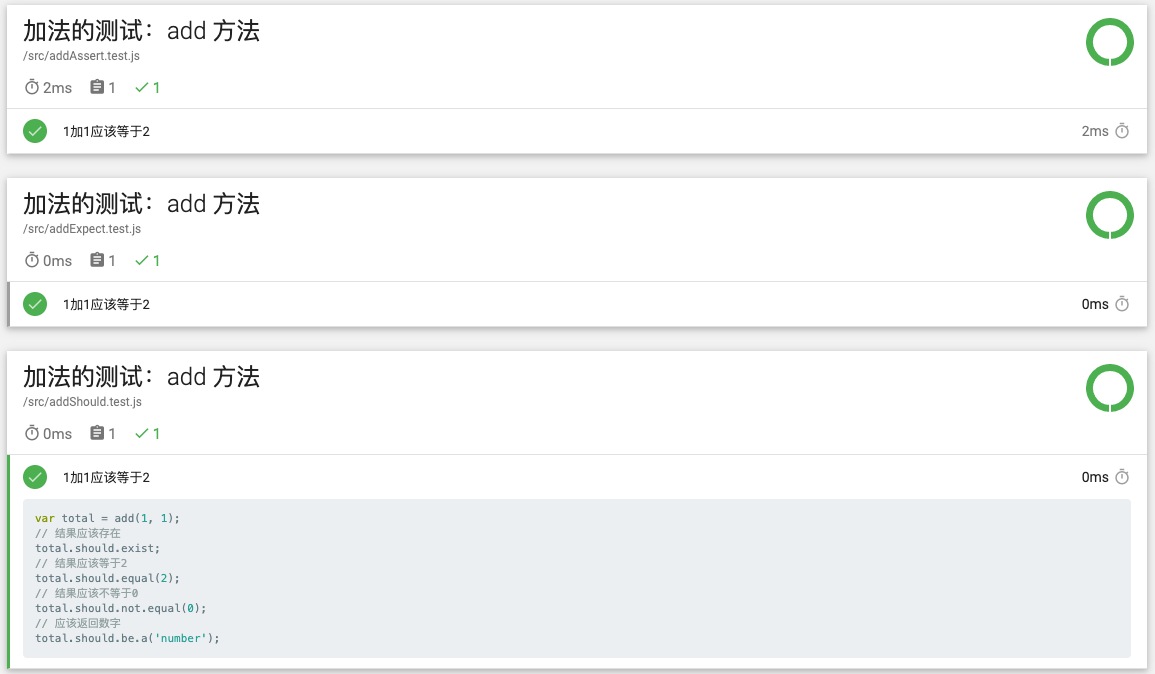 加法的测试：add 方法
/src/addAssert.test.js
2ms 1 1
1加1应该等于2 2ms
加法的测试：add 方法
/src/addExpect.test.js
0ms 1 1
1加1应该等于2 0ms
加法的测试：add 方法
/src/addShould.test.js
0ms 1 1
1加1应该等于2 0ms
var total = add(1, 1);
// 结果应该存在
total.should.exist;
// 结果应该等于2
total.should.equal(2);
// 结果应该不等于0
total.should.not.equal(0);
// 应该返回数字
total.should.be.a('number');